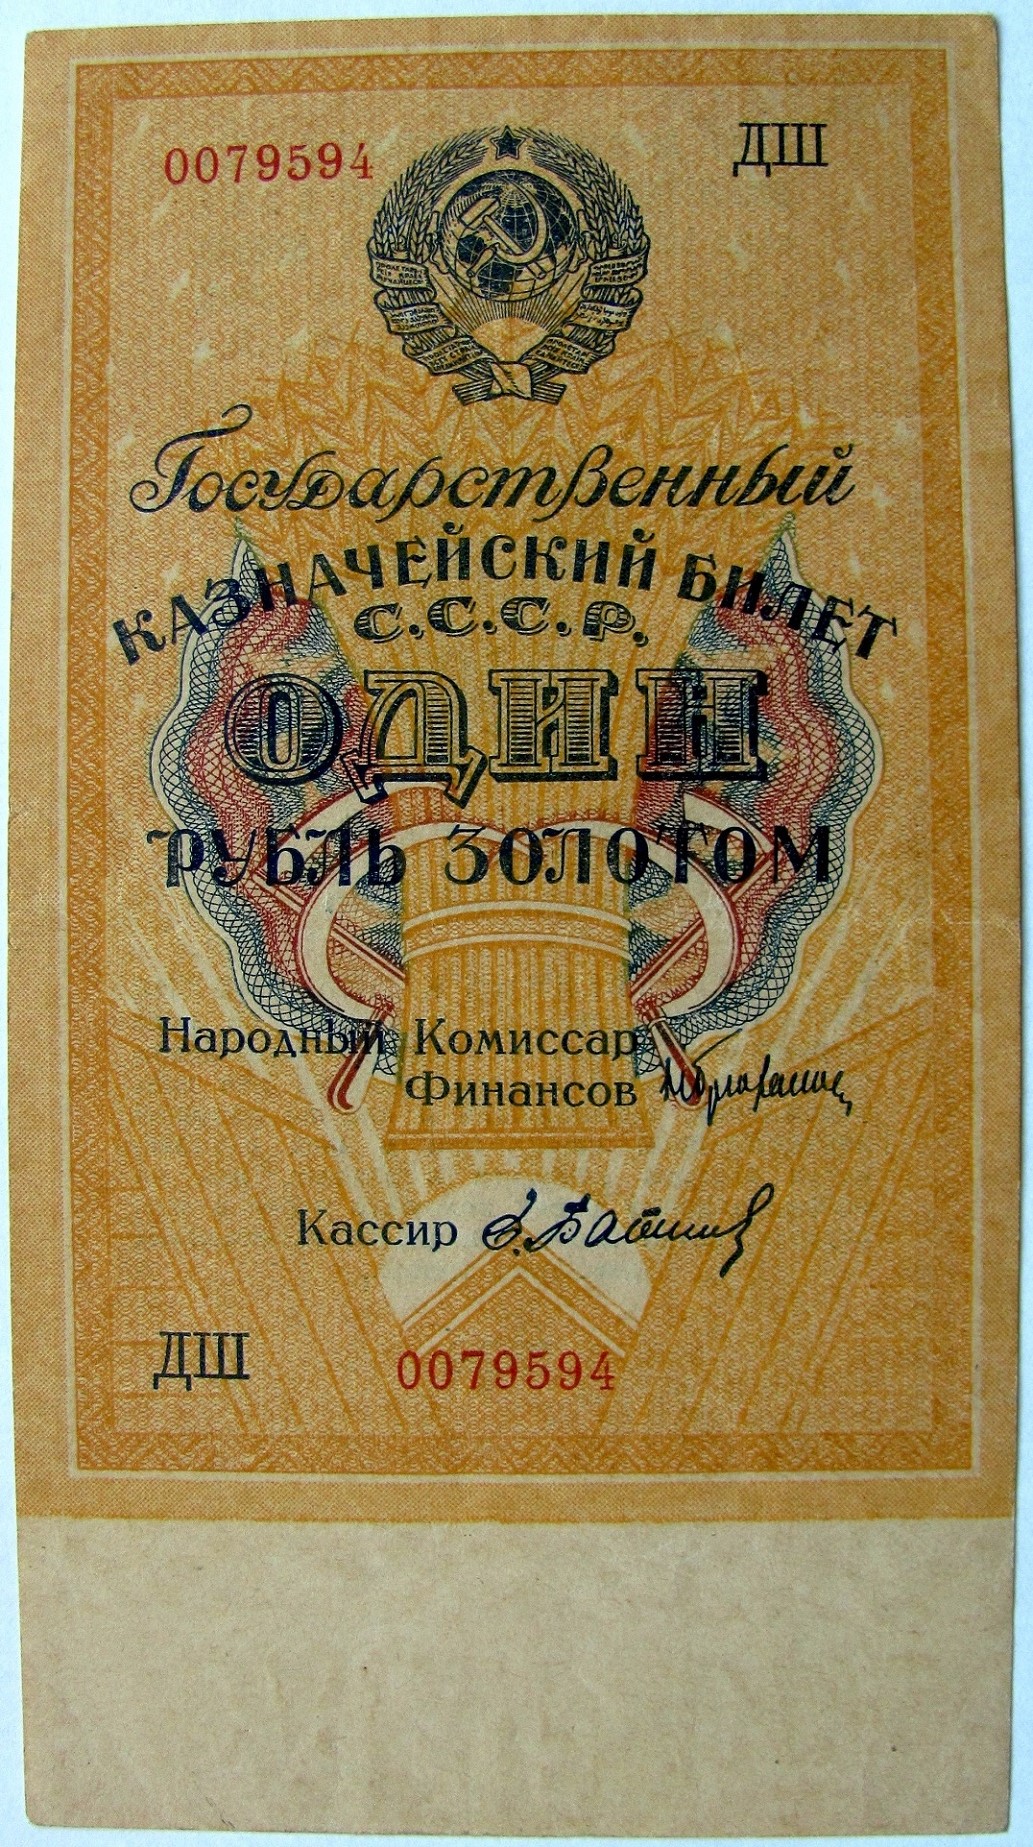 0079594
ДШ
Государственный
КАЗНАЧЕЙСКИЙ БИЛЕТ
С.С.С.Р.
ОДИН
РУБЛЬ ЗОЛОТОМ
Народный Комиссар
Финансов
Кассир
ДШ
0079594